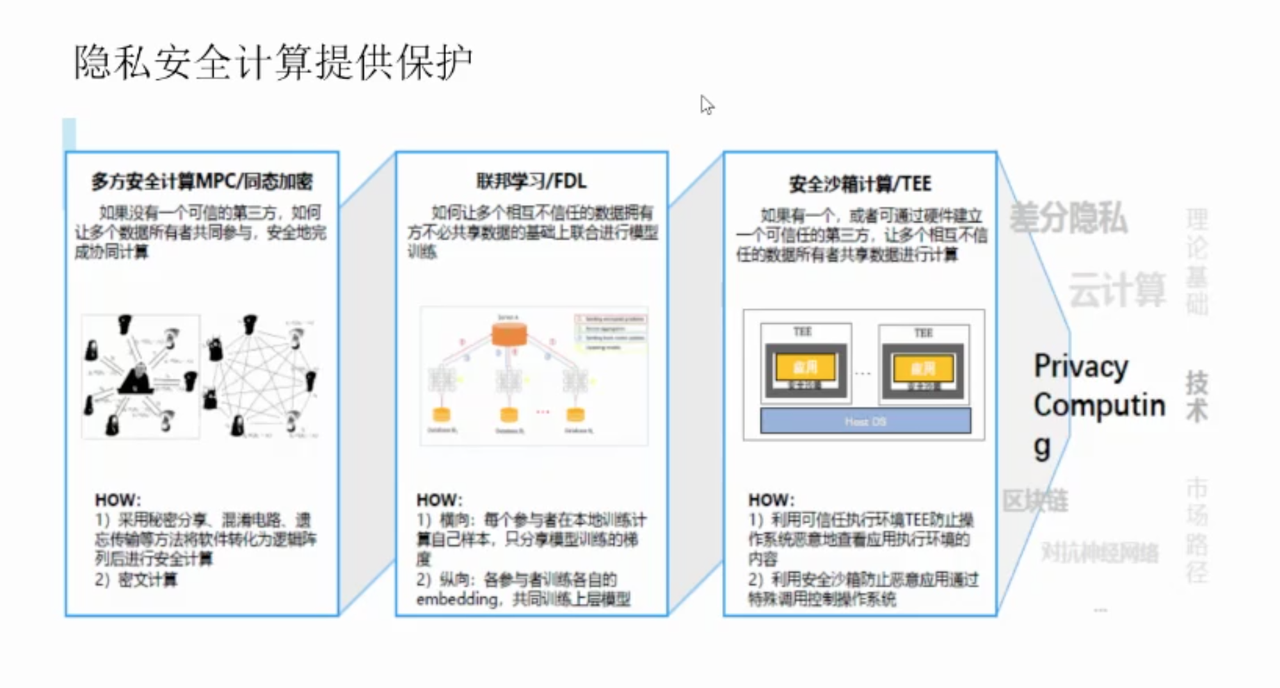 隐私安全计算提供保护
多方安全计算MPC/同态加密
如果没有一个可信的第三方，如何
让多个数据所有者共同参与，安全地完
成协同计算
HOW：
1）采用秘密分享、混淆电路、遗
忘传输等方法将软件转化为逻辑阵
列后进行安全计算
2）密文计算
联邦学习/FDL
如何让多个相互不信任的数据拥有
方不必共享数据的基础上联合进行模型
训练
HOW：
1）横向：每个参与者在本地训练计
算自己样本，只分享模型训练的梯
度
2）纵向：各参与者训练各自的
embedding，共同训练上层模型
安全沙箱计算/TEE
如果有一个，或者可通过硬件建立
一个可信任的第三方，让多个相互不信
任的数据所有者共享数据进行计算
TEE
应用
TEE
应用
...
Host OS
HOW：
1）利用可信任执行环境TEE防止操
作系统恶意地查看应用执行环境的
内容
2）利用安全沙箱防止恶意应用通过
特殊调用控制操作系统
差分隐私
云计算
Privacy
Computin
g
区块链
对抗神经网络
...
理论基础
技术
市场路径